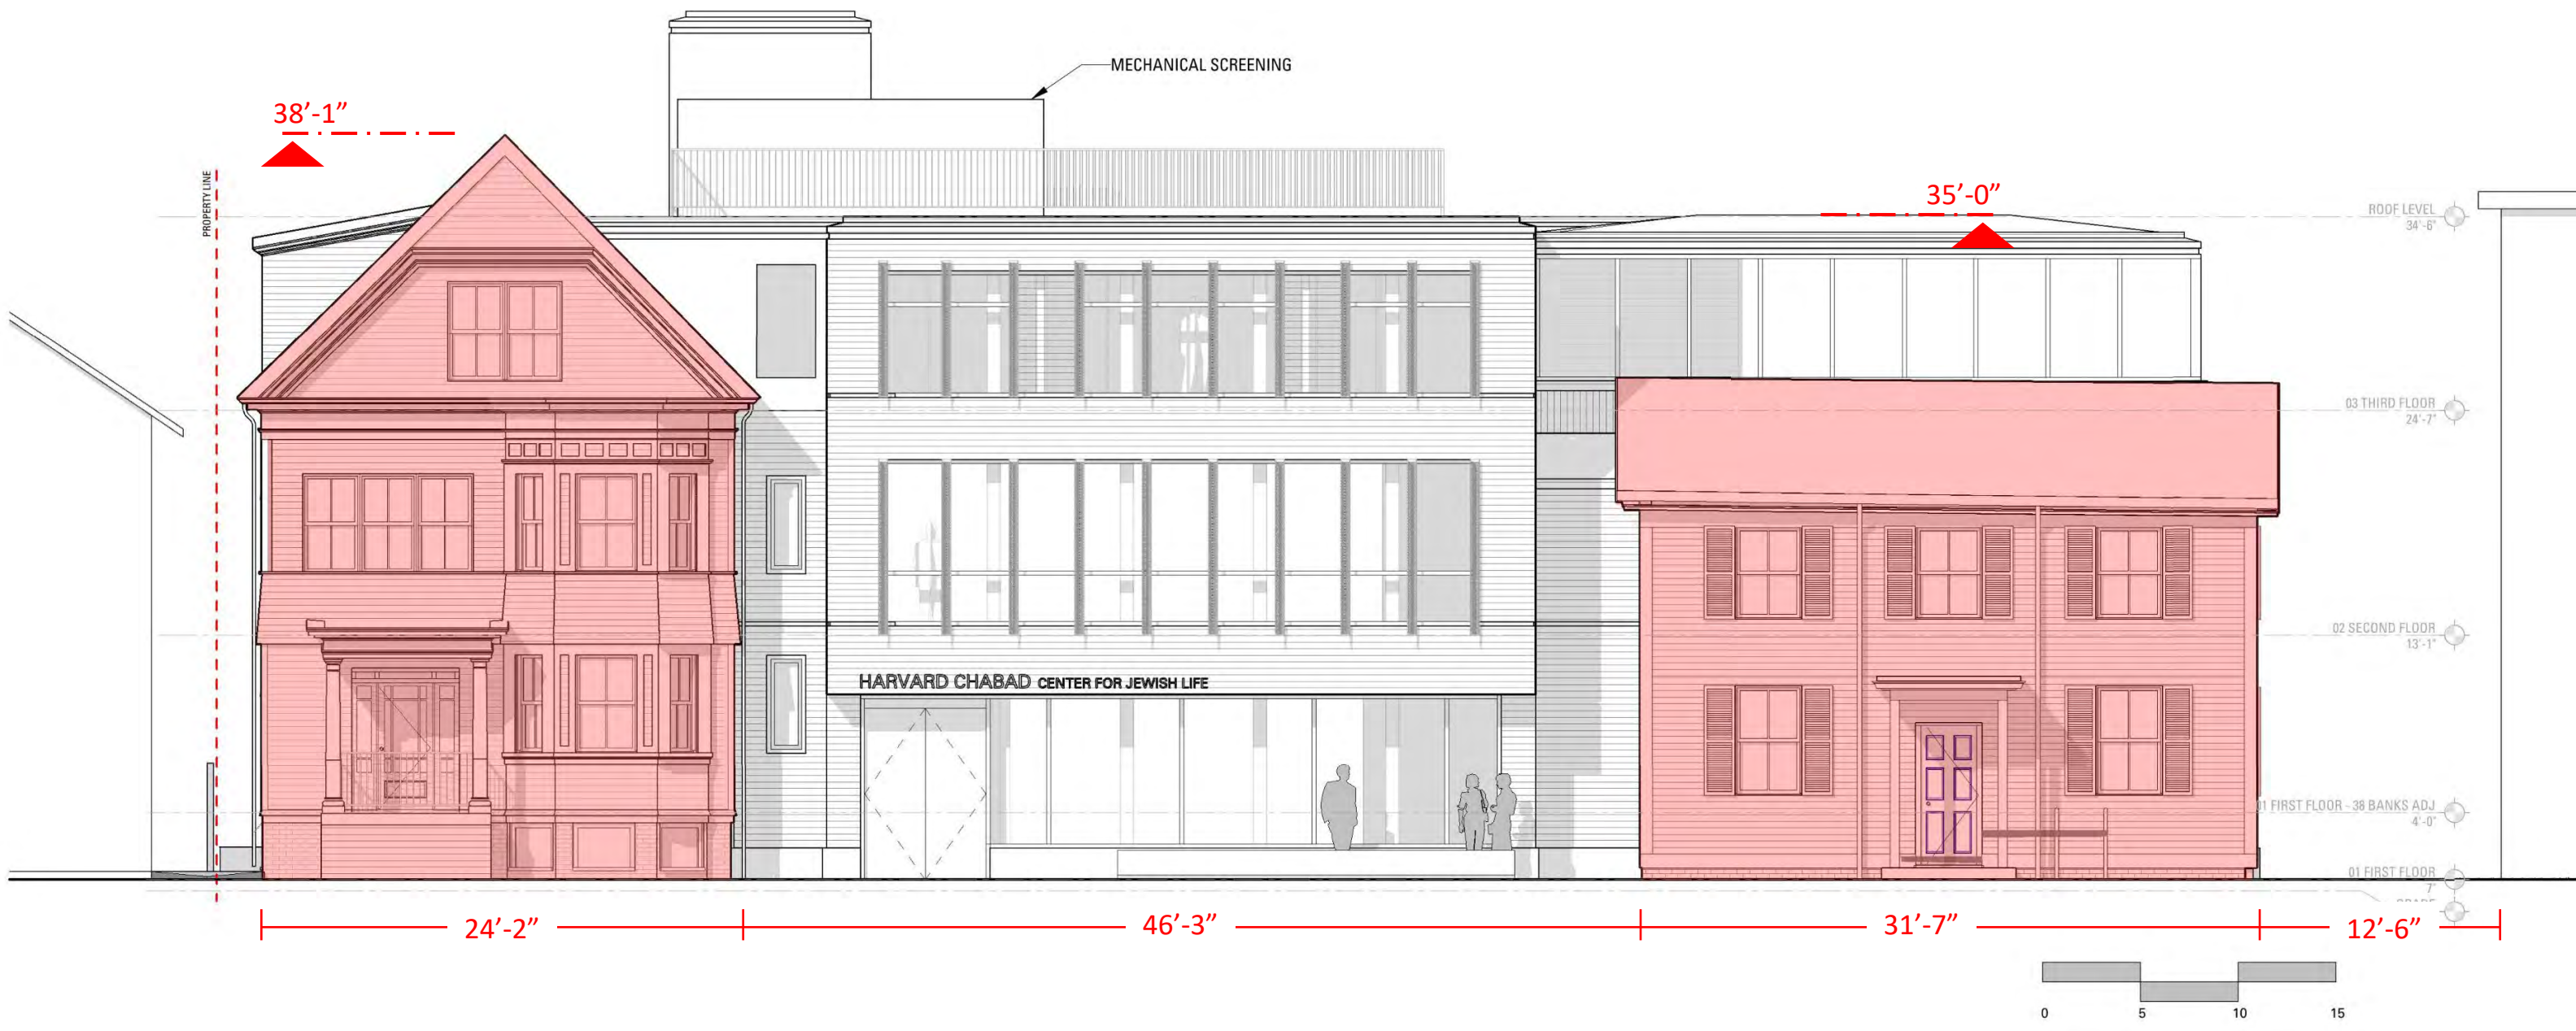 MECHANICAL SCREENING
38’-1”
PROPERTY LINE
35’-0”
ROOF LEVEL
34'-6"
03 THIRD FLOOR
24'-7"
02 SECOND FLOOR
13'-1"
HARVARD CHABAD CENTER FOR JEWISH LIFE
01 FIRST FLOOR - 38 BANKS ADJ
4'-0"
01 FIRST FLOOR
7"
24’-2”
46’-3”
31’-7”
12’-6”
0 5 10 15